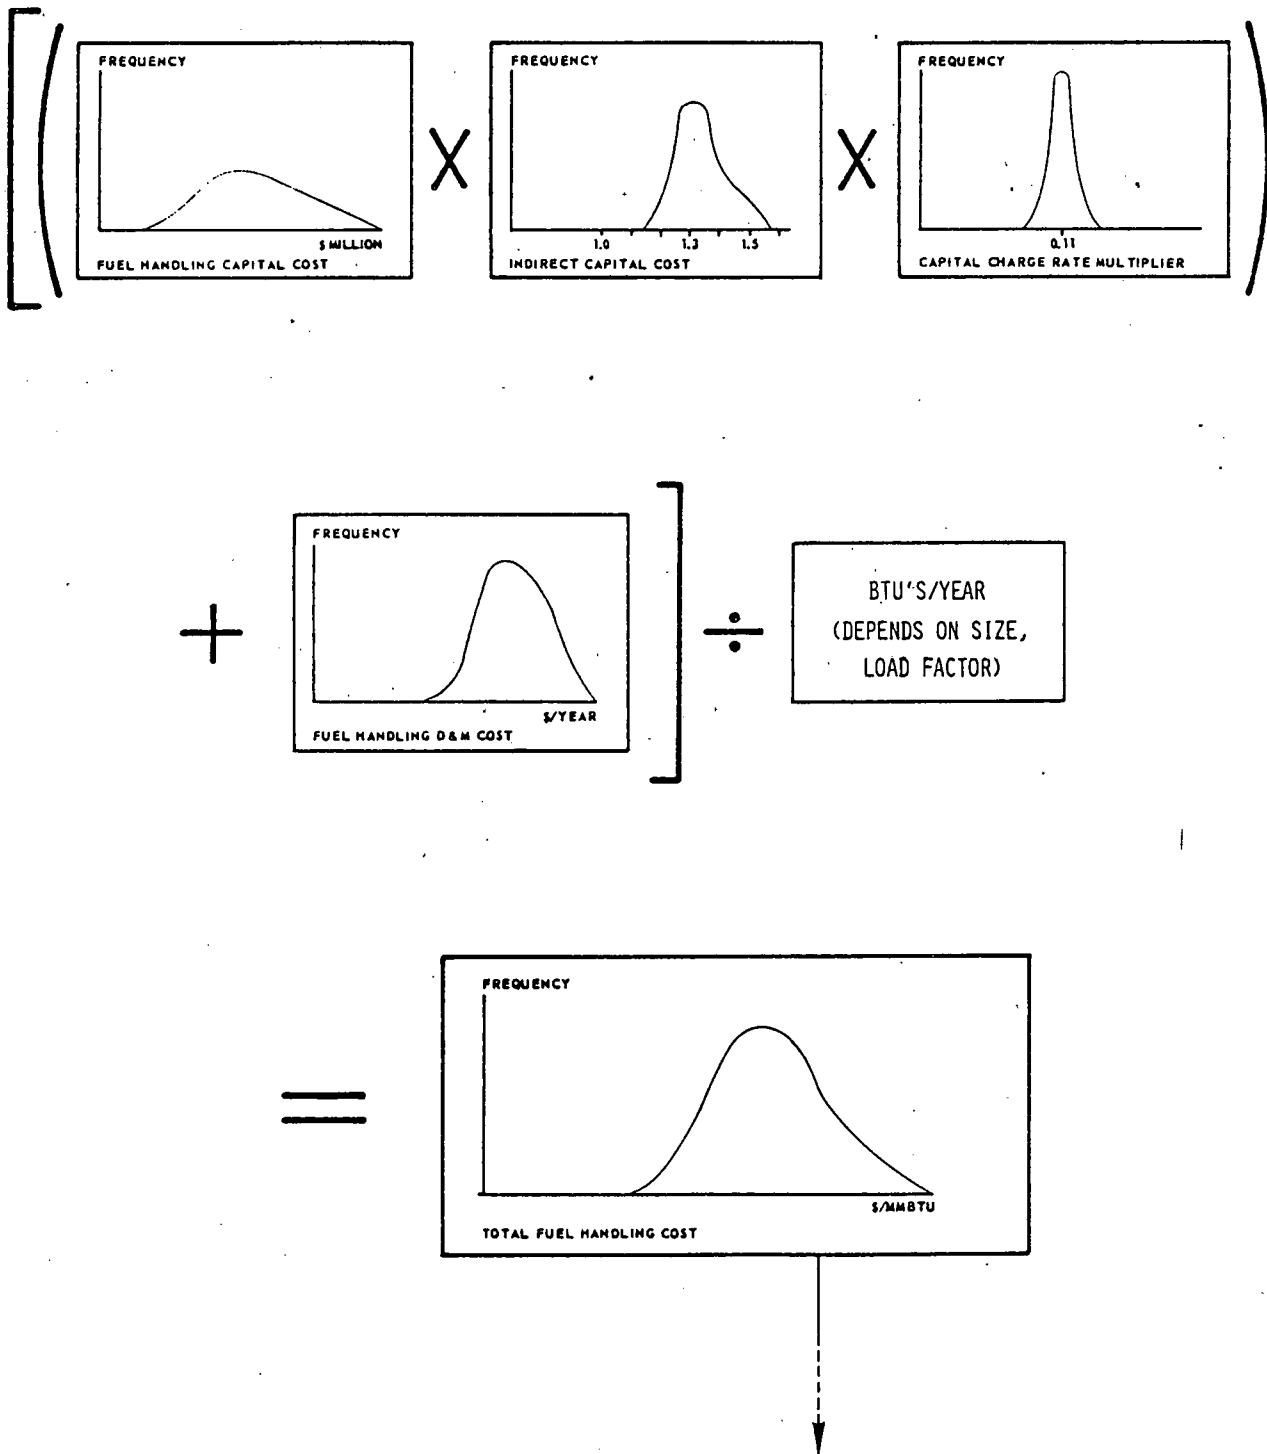 FREQUENCY
$ MILLION
FUEL HANDLING CAPITAL COST
X
FREQUENCY
1.0 1.3 1.5
INDIRECT CAPITAL COST
X
FREQUENCY
0.11
CAPITAL CHARGE RATE MULTIPLIER
+
FREQUENCY
$/YEAR
FUEL HANDLING O&M COST
÷
BTU'S/YEAR
(DEPENDS ON SIZE,
LOAD FACTOR)
=
FREQUENCY
$/MMBTU
TOTAL FUEL HANDLING COST